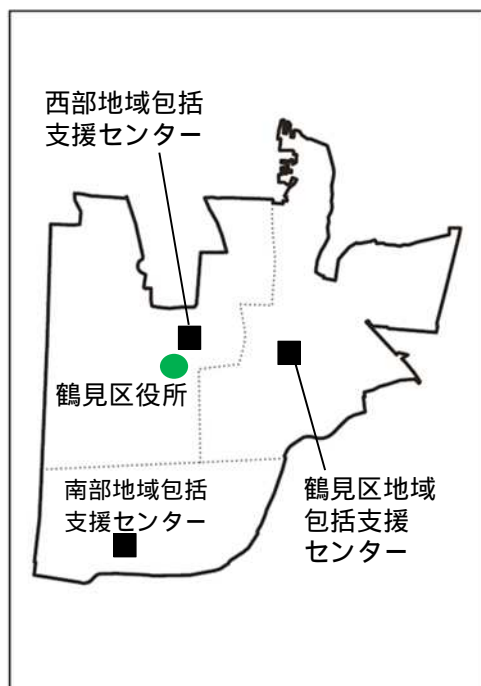 西部地域包括
支援センター
鶴見区役所
南部地域包括
支援センター
鶴見区地域
包括支援
センター